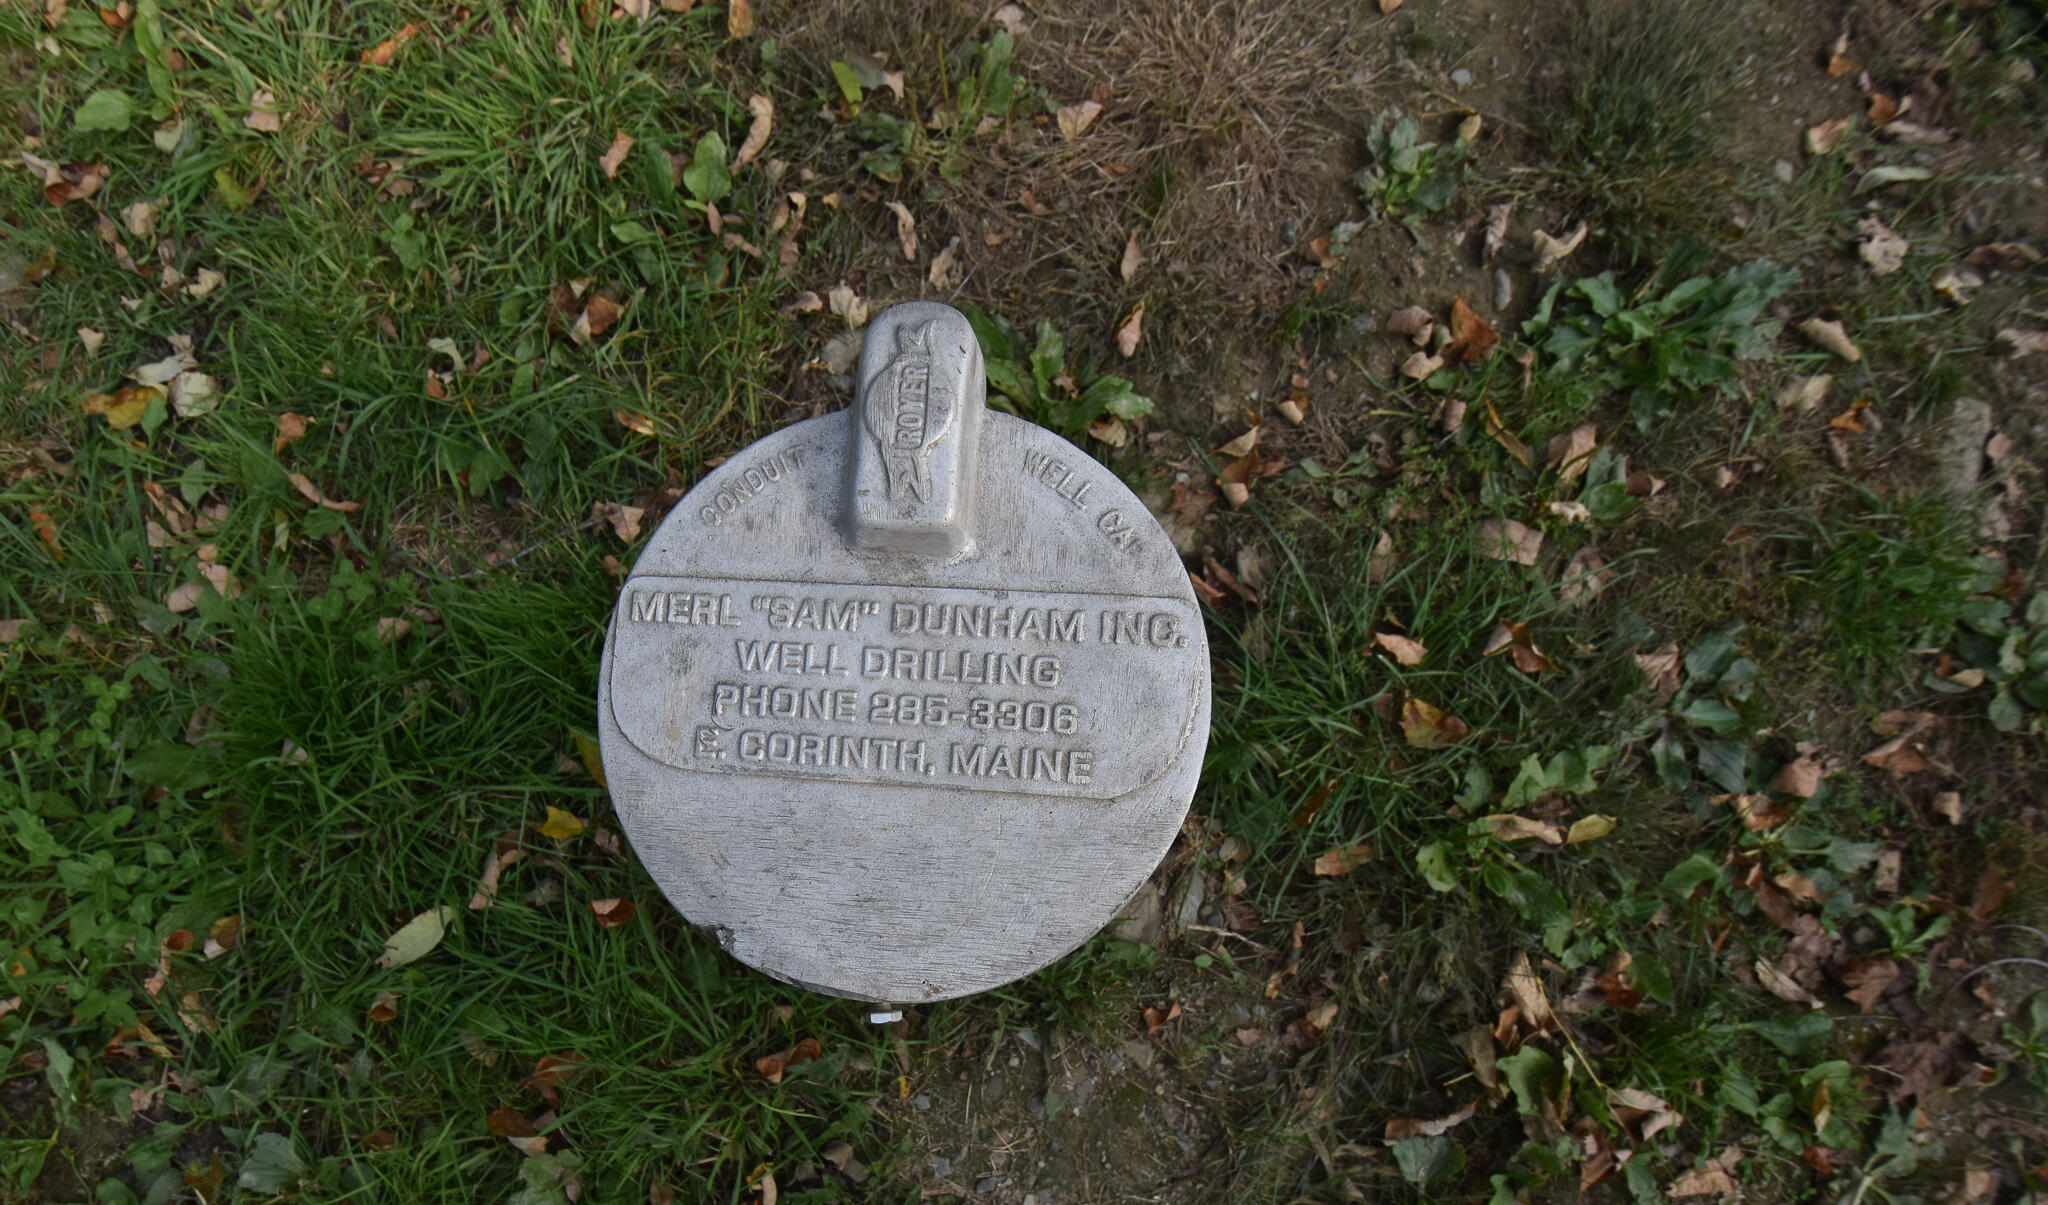 ROYER
CONDUIT WELL CAP
MERL "SAM" DUNHAM INC.
WELL DRILLING
PHONE 285-3306
E. CORINTH, MAINE